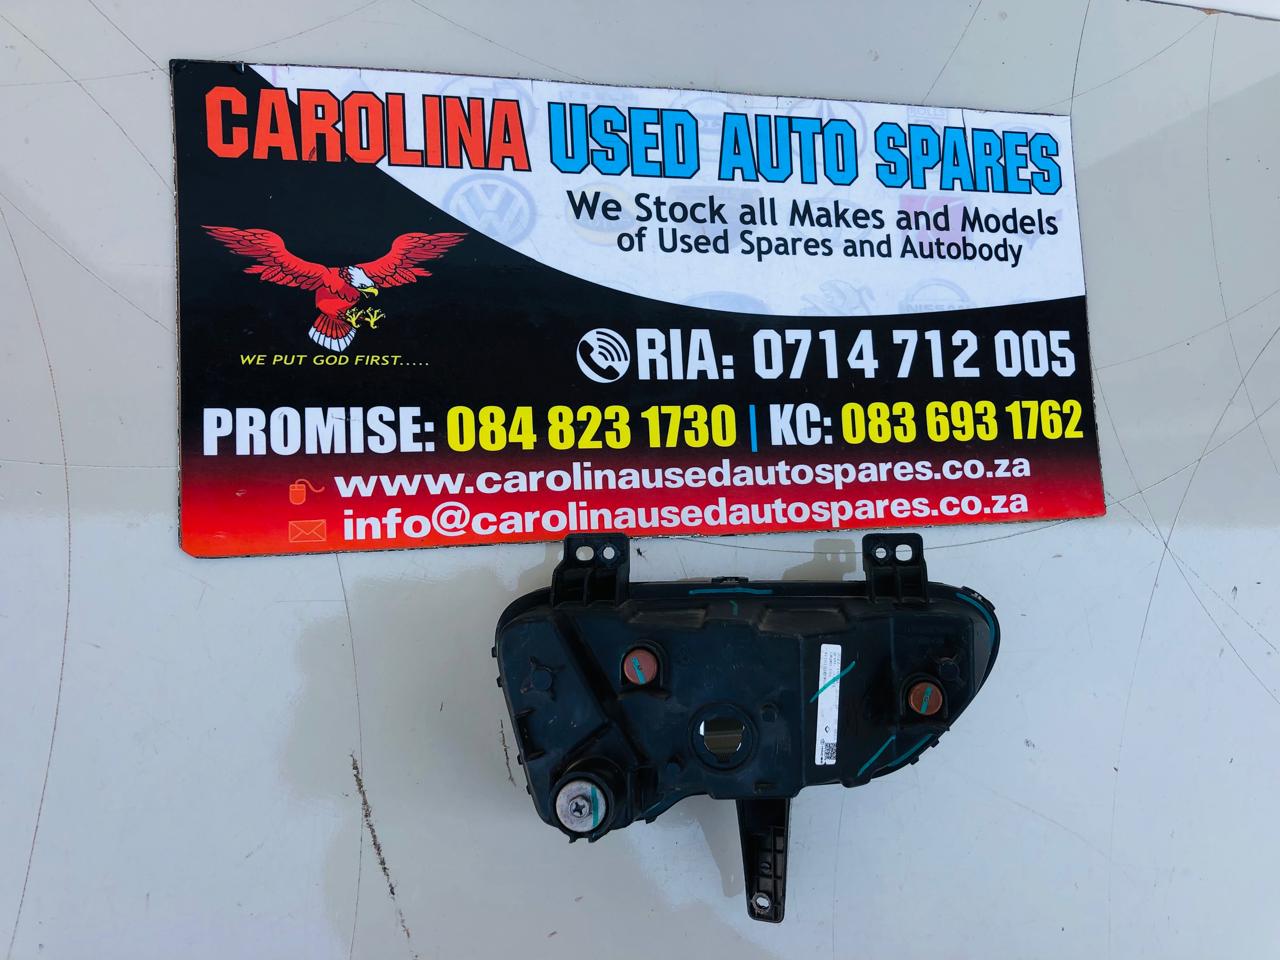 CAROLINA USED AUTO SPARES
We Stock all Makes and Models
of Used Spares and Autobody
WE PUT GOD FIRST.....
RIA: 0714 712 005
PROMISE: 084 823 1730 | KC: 083 693 1762
www.carolinausedautospares.co.za
info@carolinausedautospares.co.za